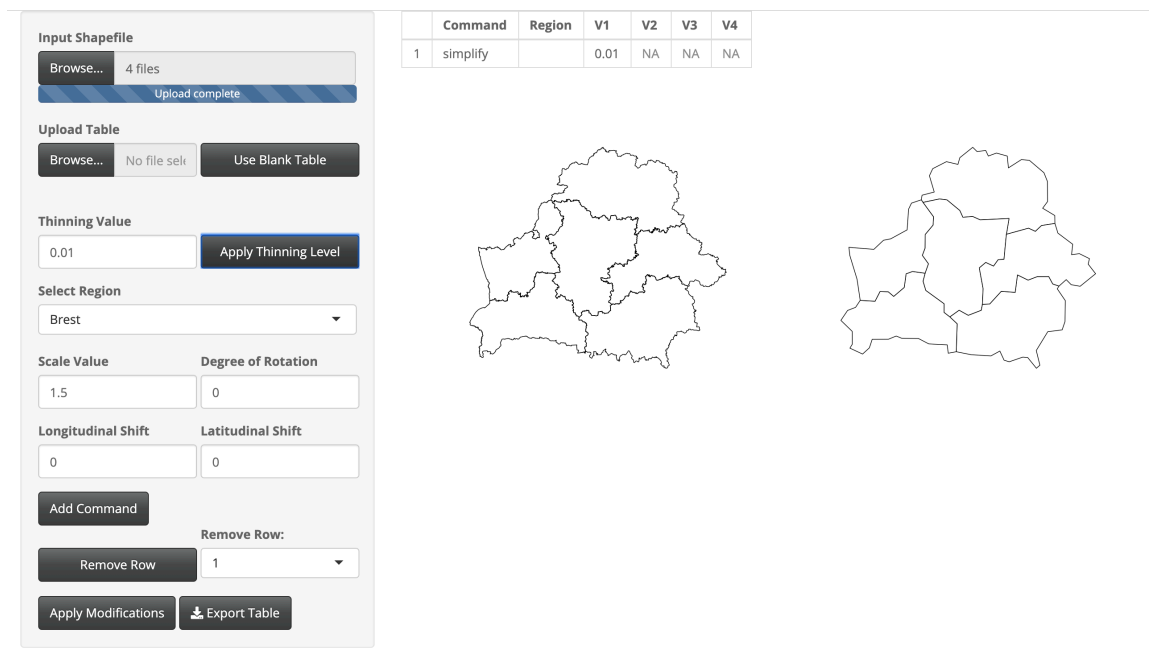 Input Shapefile
Browse... 4 files
Upload complete
Upload Table
Browse... No file sele Use Blank Table
Thinning Value
0.01 Apply Thinning Level
Select Region
Brest
Scale Value Degree of Rotation
1.5 0
Longitudinal Shift Latitudinal Shift
0 0
Add Command
Remove Row:
Remove Row 1
Apply Modifications Export Table
Command Region V1 V2 V3 V4
1 simplify 0.01 NA NA NA